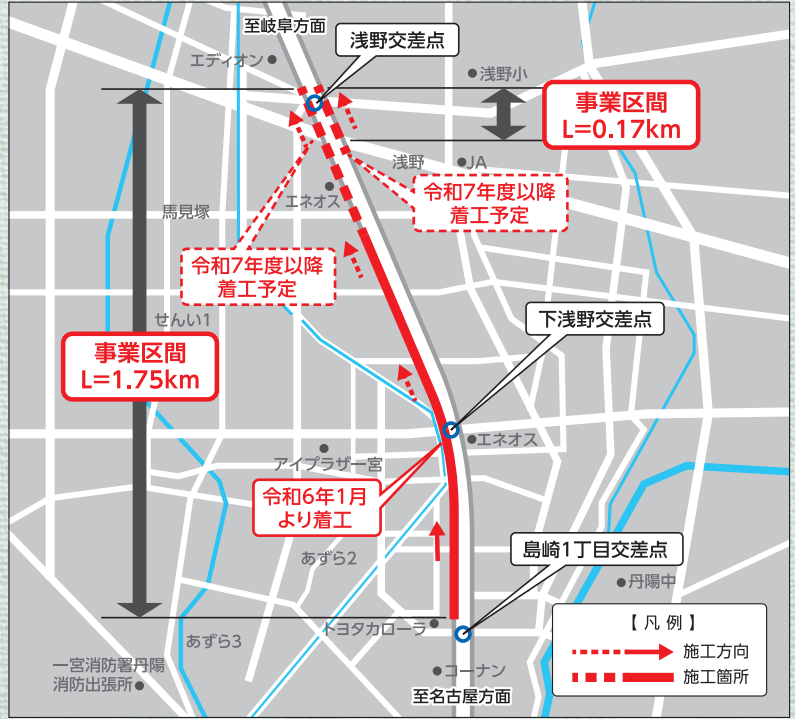 至岐阜方面
浅野交差点
エディオン
浅野小
事業区間
L=0.17km
浅野
JA
エネオス
令和7年度以降
着工予定
馬見塚
令和7年度以降
着工予定
せんい1
下浅野交差点
事業区間
L=1.75km
エネオス
アイプラザ一宮
令和6年1月
より着工
島崎1丁目交差点
あずら2
丹陽中
トヨタカローラ
あずら3
【 凡 例 】
施工方向
施工箇所
一宮消防署丹陽
消防出張所
コーナン
至名古屋方面